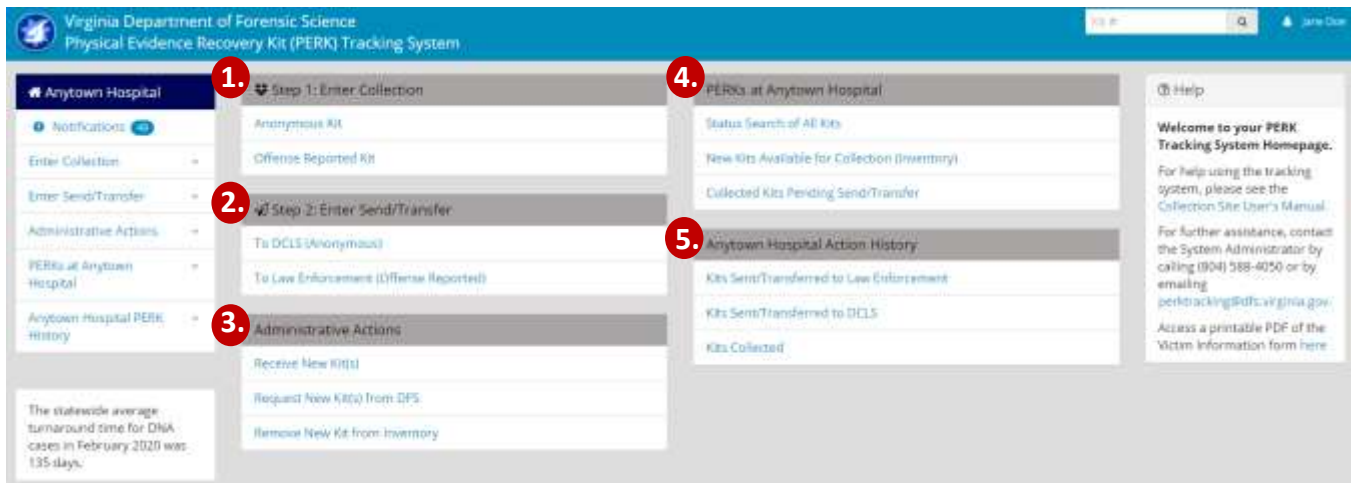 Virginia Department of Forensic Science
Physical Evidence Recovery Kit (PERK) Tracking System
Kit #
Jane Doe
Anytown Hospital
Notifications
Enter Collection
Enter Send/Transfer
Administrative Actions
PERKs at Anytown
Hospital
Anytown Hospital PERK
History
The statewide average
turnaround time for DNA
cases in February 2020 was
135 days.
1.
Step 1: Enter Collection
Anonymous Kit
Offense Reported Kit
2.
Step 2: Enter Send/Transfer
To DCLS (Anonymous)
To Law Enforcement (Offense Reported)
3.
Administrative Actions
Receive New Kit(s)
Request New Kit(s) from DFS
Remove New Kit from Inventory
4.
PERKs at Anytown Hospital
Status Search of All Kits
New Kits Available for Collection (Inventory)
Collected Kits Pending Send/Transfer
5.
Anytown Hospital Action History
Kits Sent/Transferred to Law Enforcement
Kits Sent/Transferred to DCLS
Kits Collected
Help
Welcome to your PERK
Tracking System Homepage.
For help using the tracking
system, please see the
Collection Site User's Manual
For further assistance, contact
the System Administrator by
calling (804) 588-4050 or by
emailing
perktracking@dfs.virginia.gov
Access a printable PDF of the
Victim Information form here